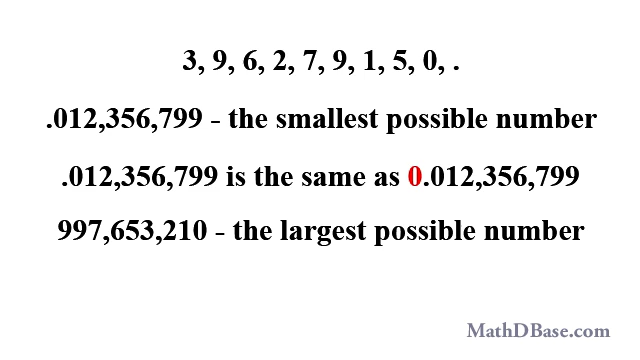 3, 9, 6, 2, 7, 9, 1, 5, 0, .
.012,356,799 - the smallest possible number
.012,356,799 is the same as 0.012,356,799
997,653,210 - the largest possible number
MathDBase.com